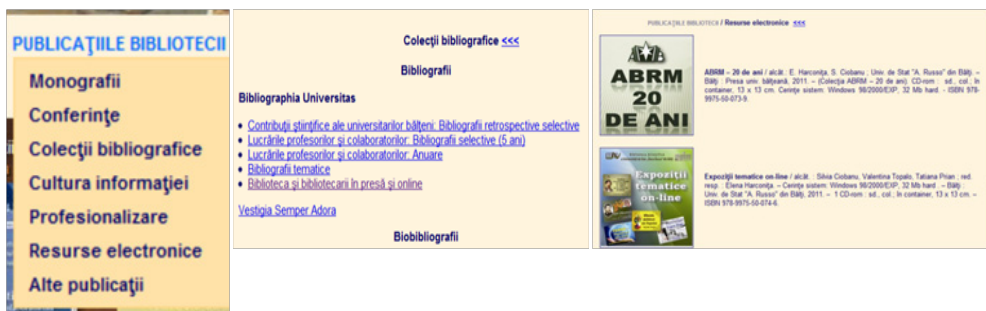 PUBLICAŢIILE BIBLIOTECII
Monografii
Conferinţe
Colecţii bibliografice
Cultura informaţiei
Profesionalizare
Resurse electronice
Alte publicaţii
Colecţii bibliografice <<<
Bibliografii
Bibliographia Universitas
• Contribuţii ştiinţifice ale universitarilor bălţeni: Bibliografii retrospective selective
• Lucrările profesorilor şi colaboratorilor: Bibliografii selective (5 ani)
• Lucrările profesorilor şi colaboratorilor: Anuare
• Bibliografii tematice
• Biblioteca şi bibliotecarii în presă şi online
Vestigia Semper Adora
Biobibliografii
PUBLICAŢIILE BIBLIOTECII / Resurse electronice <<<
ABRM
20
DE ANI
ABRM – 20 de ani / alcăt.: E. Harconiţa, S. Ciobanu ; Univ. de Stat "A. Russo" din Bălţi. –
Bălţi : Presa univ. bălţeană, 2011. – (Colecţia ABRM – 20 de ani). CD-rom : sd., col.; în
container, 13 x 13 cm. Cerinţe sistem: Windows 98/2000/EXP, 32 Mb hard. - ISBN 978-
9975-50-073-9.
Expoziţii
tematice
on-line
Expoziţii tematice on-line / alcăt. : Silvia Ciobanu, Valentina Topalo, Tatiana Prian ; red.
resp. : Elena Harconiţa. – Cerinţe sistem: Windows 98/2000/EXP, 32 Mb hard. – Bălţi :
Univ. de Stat "A. Russo" din Bălţi, 2011. – 1 CD-rom : sd., col.; în container, 13 x 13 cm. –
ISBN 978-9975-50-074-6.